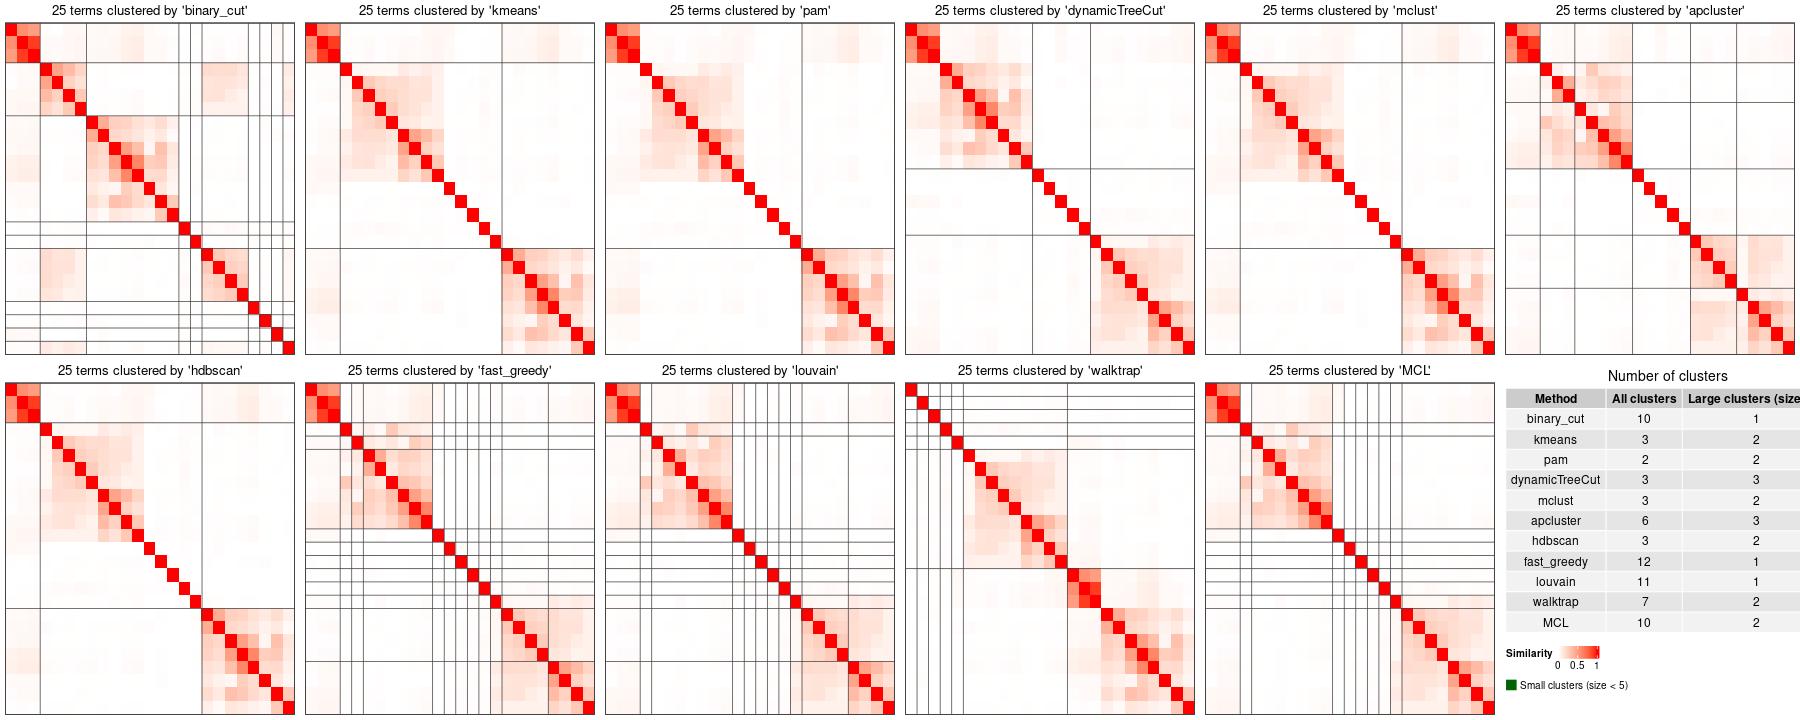 25 terms clustered by 'binary_cut'
25 terms clustered by 'kmeans'
25 terms clustered by 'pam'
25 terms clustered by 'dynamicTreeCut'
25 terms clustered by 'mclust'
25 terms clustered by 'apcluster'
25 terms clustered by 'hdbscan'
25 terms clustered by 'fast_greedy'
25 terms clustered by 'louvain'
25 terms clustered by 'walktrap'
25 terms clustered by 'MCL'
Number of clusters
Method All clusters Large clusters (size
binary_cut 10 1
kmeans 3 2
pam 2 2
dynamicTreeCut 3 3
mclust 3 2
apcluster 6 3
hdbscan 3 2
fast_greedy 12 1
louvain 11 1
walktrap 7 2
MCL 10 2
Similarity
0 0.5 1
Small clusters (size < 5)